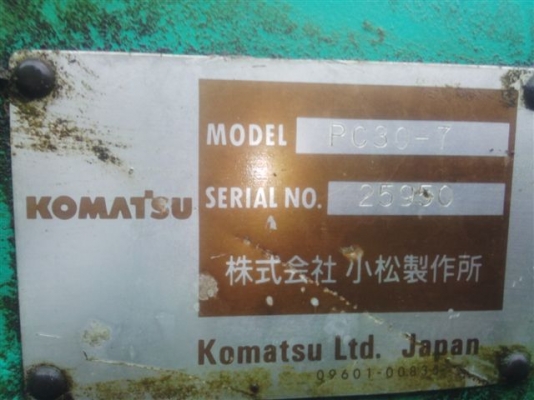 MODEL PC30-7
KOMATSU
SERIAL NO. 25950
株式会社 小松製作所
Komatsu Ltd. Japan